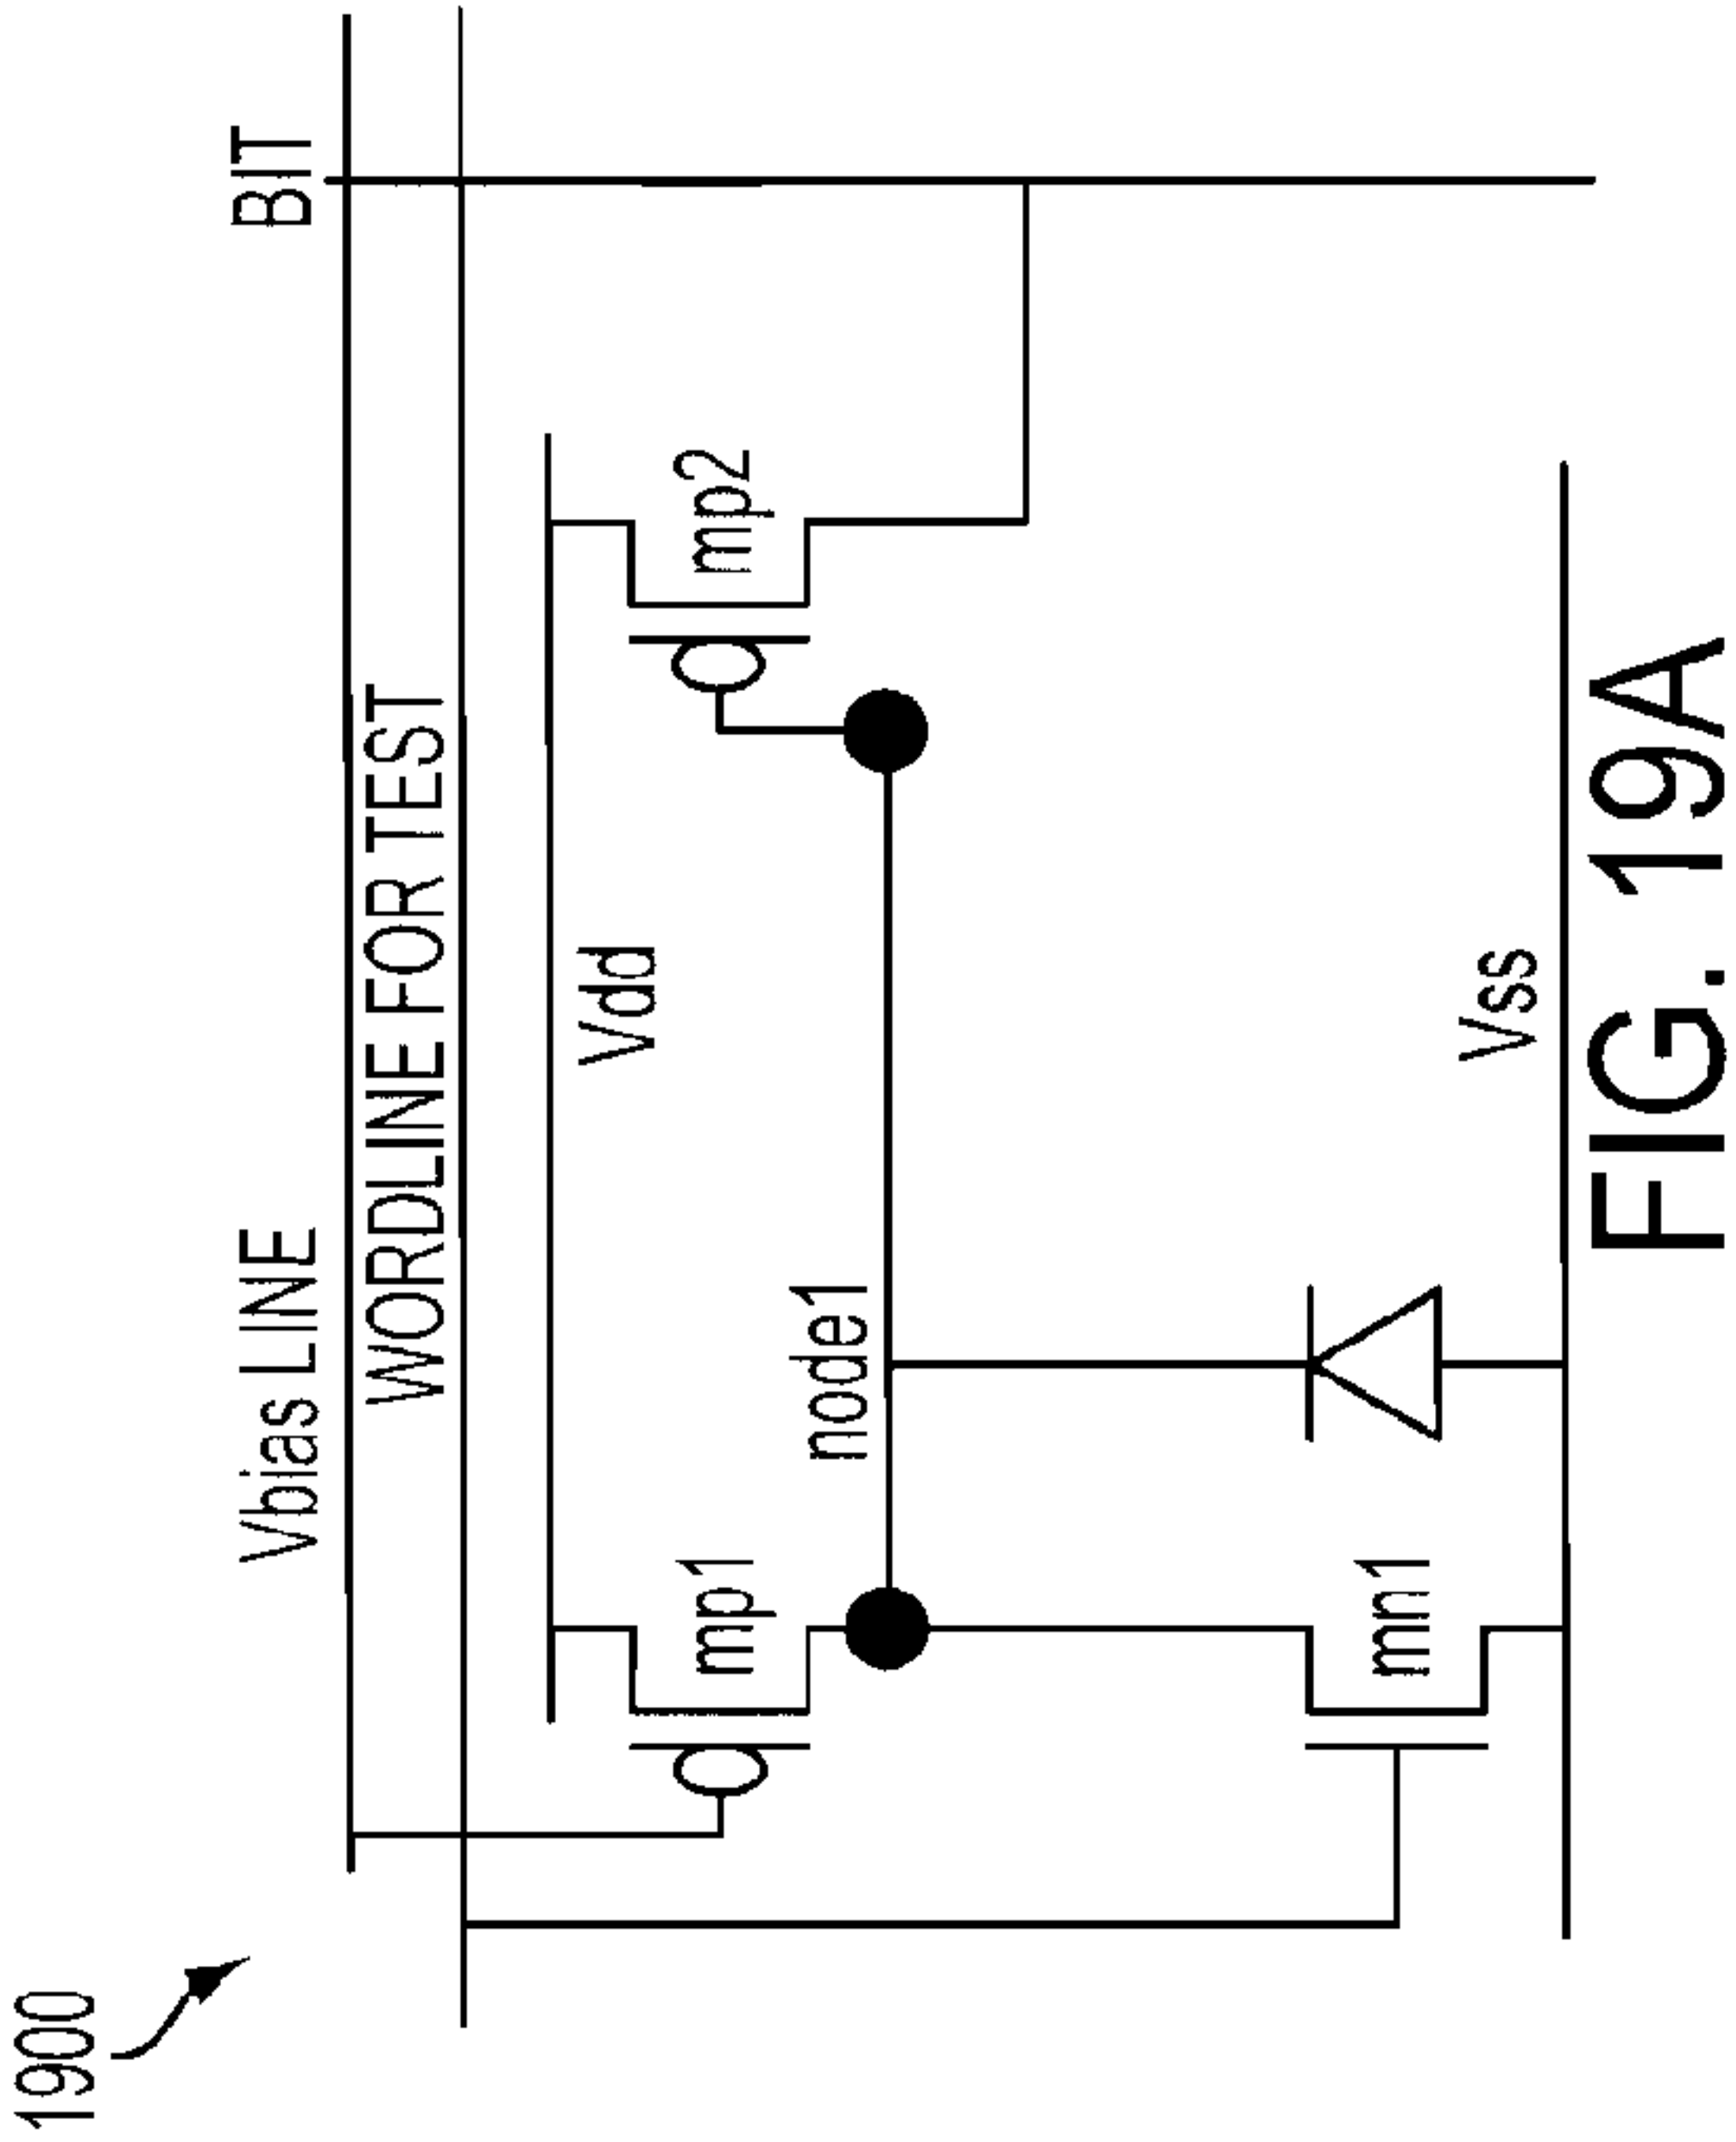 1900
Vbias LINE
BIT
WORDLINE FOR TEST
Vdd
mp1
mp2
node1
mn1
Vss
FIG. 19A